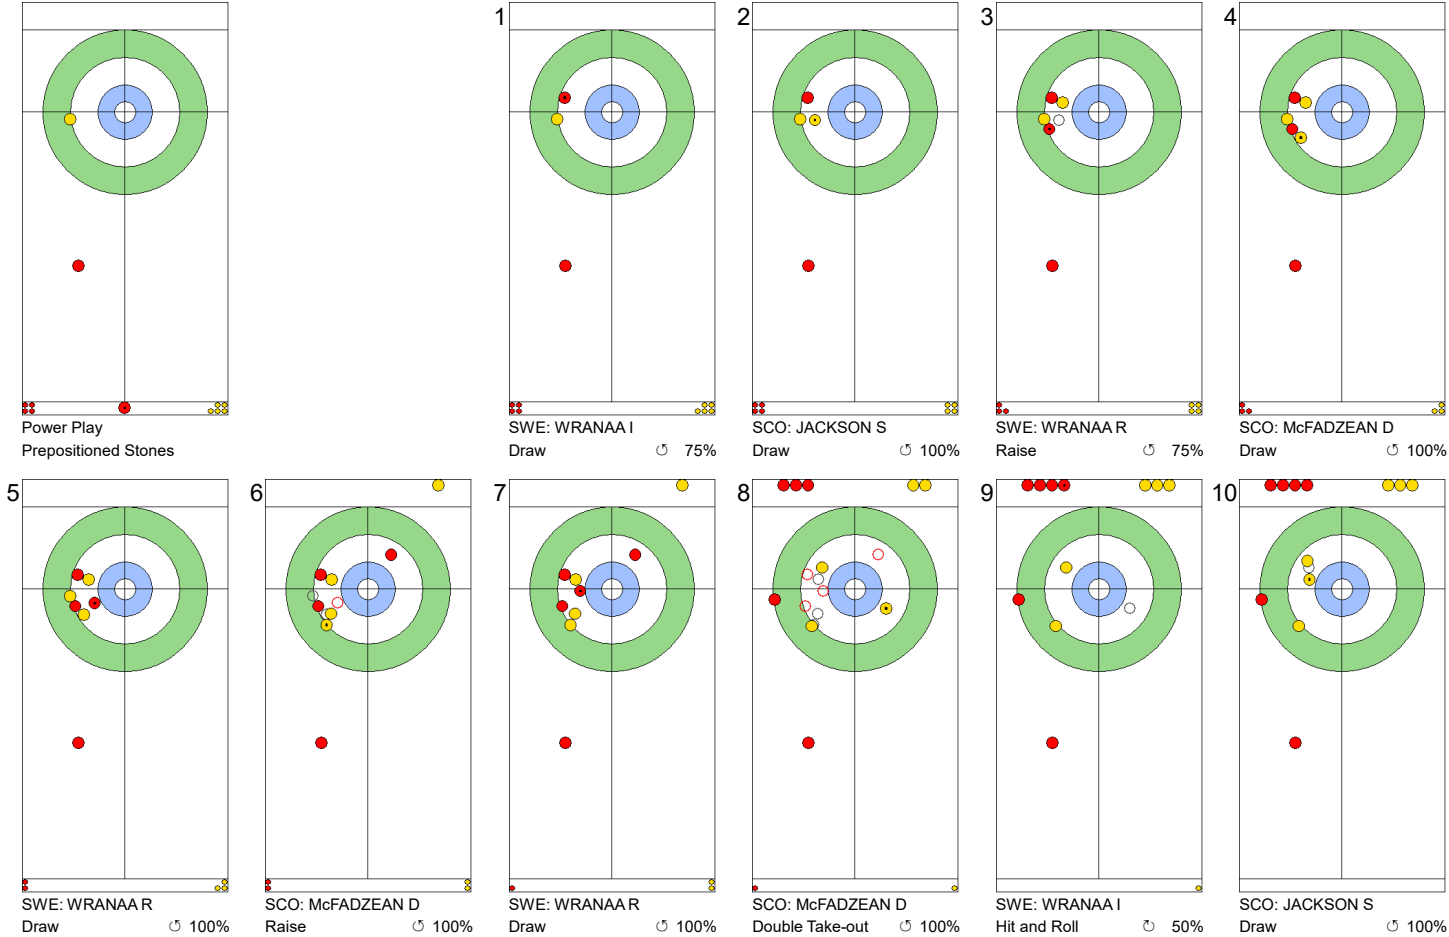 Power Play
Prepositioned Stones
1
SWE: WRANAA I
Draw 75%
2
SCO: JACKSON S
Draw 100%
3
SWE: WRANAA R
Raise 75%
4
SCO: McFADZEAN D
Draw 100%
5
SWE: WRANAA R
Draw 100%
6
SCO: McFADZEAN D
Raise 100%
7
SWE: WRANAA R
Draw 100%
8
SCO: McFADZEAN D
Double Take-out 100%
9
SWE: WRANAA I
Hit and Roll 50%
10
SCO: JACKSON S
Draw 100%